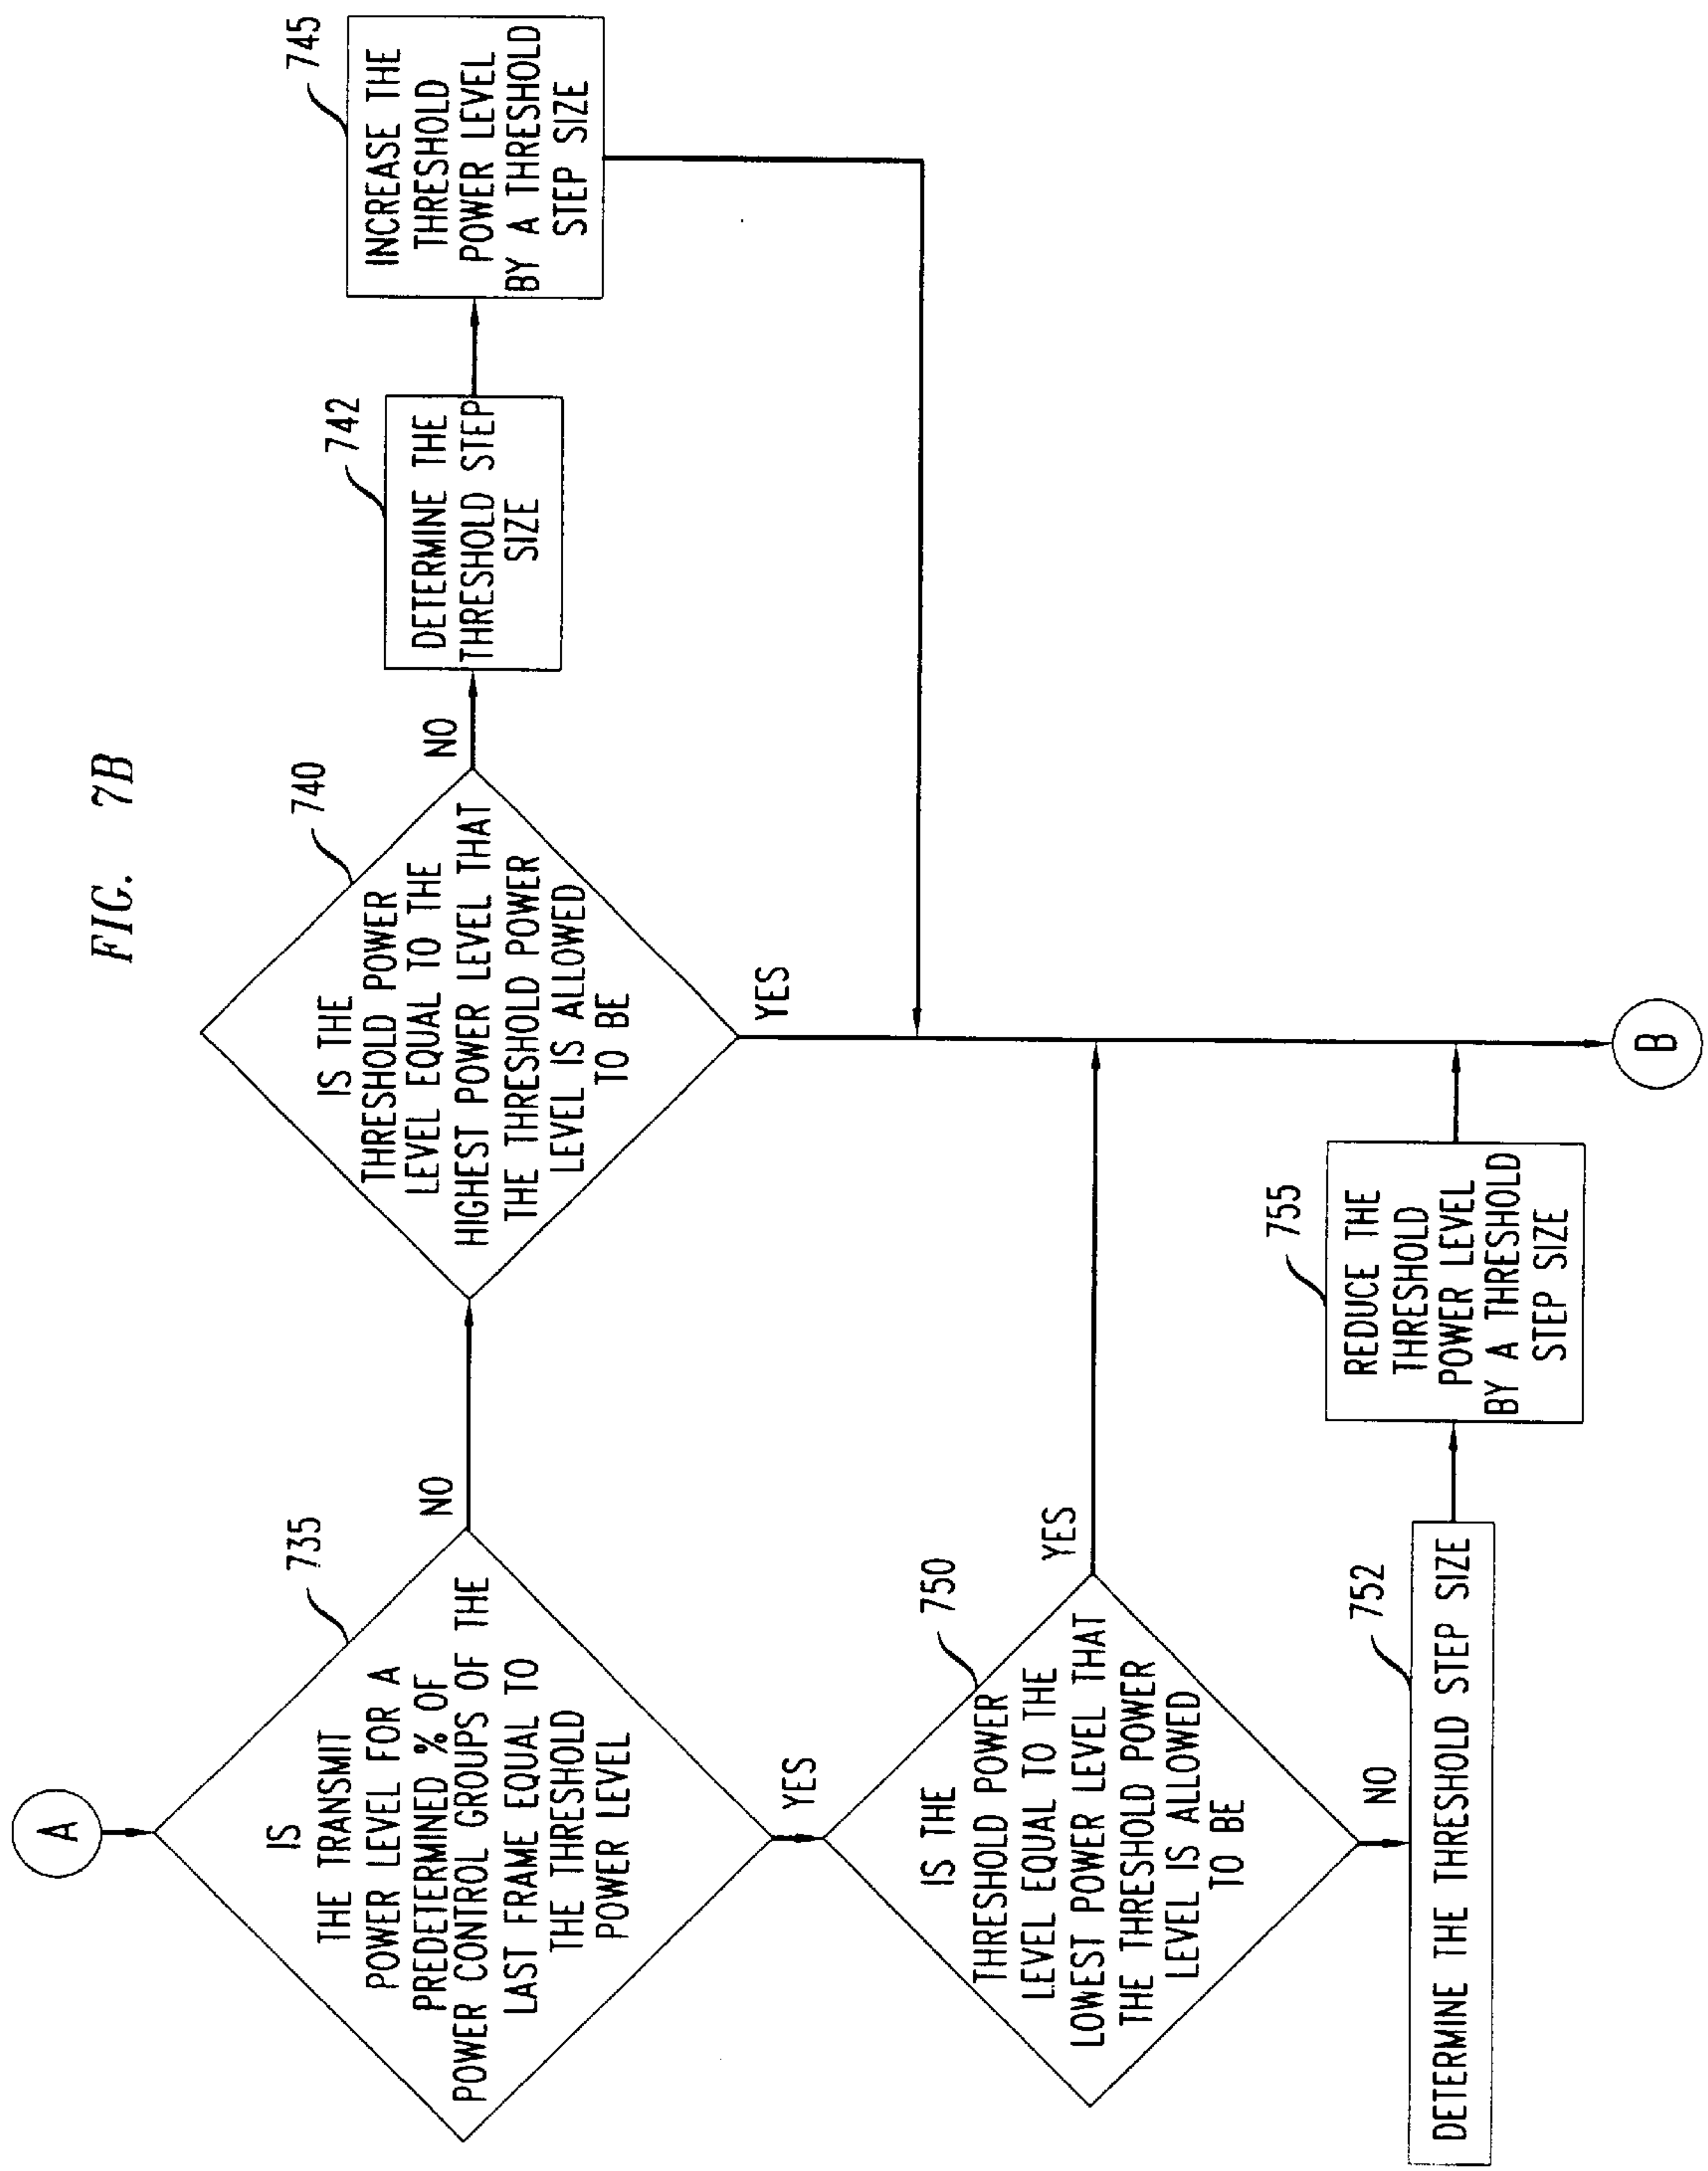 FIG. 7B
A
735
IS
THE TRANSMIT
POWER LEVEL FOR A
PREDETERMINED % OF
POWER CONTROL GROUPS OF THE
LAST FRAME EQUAL TO
THE THRESHOLD
POWER LEVEL
NO
YES
740
IS THE
THRESHOLD POWER
LEVEL EQUAL TO THE
HIGHEST POWER LEVEL THAT
THE THRESHOLD POWER
LEVEL IS ALLOWED
TO BE
NO
YES
742
DETERMINE THE
THRESHOLD STEP
SIZE
745
INCREASE THE
THRESHOLD
POWER LEVEL
BY A THRESHOLD
STEP SIZE
750
IS THE
THRESHOLD POWER
LEVEL EQUAL TO THE
LOWEST POWER LEVEL THAT
THE THRESHOLD POWER
LEVEL IS ALLOWED
TO BE
YES
NO
752
DETERMINE THE THRESHOLD STEP SIZE
755
REDUCE THE
THRESHOLD
POWER LEVEL
BY A THRESHOLD
STEP SIZE
B